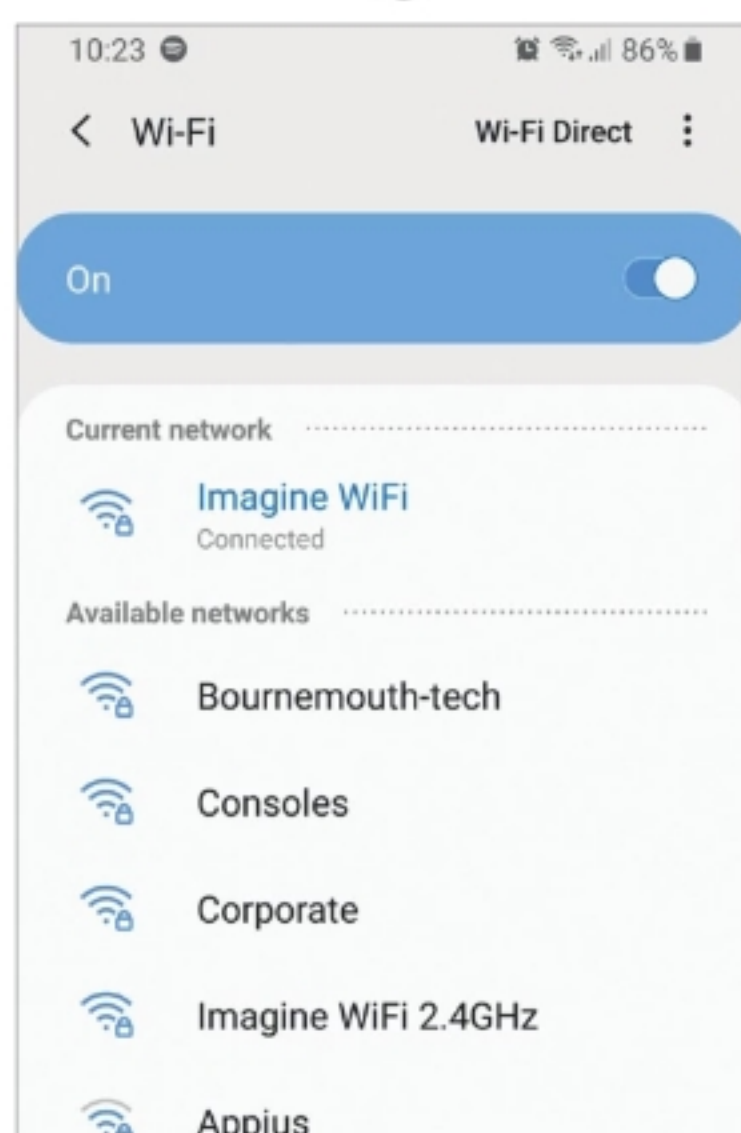 10:23 86%
Wi-Fi Wi-Fi Direct
On
Current network
Imagine WiFi
Connected
Available networks
Bournemouth-tech
Consoles
Corporate
Imagine WiFi 2.4GHz
Appius